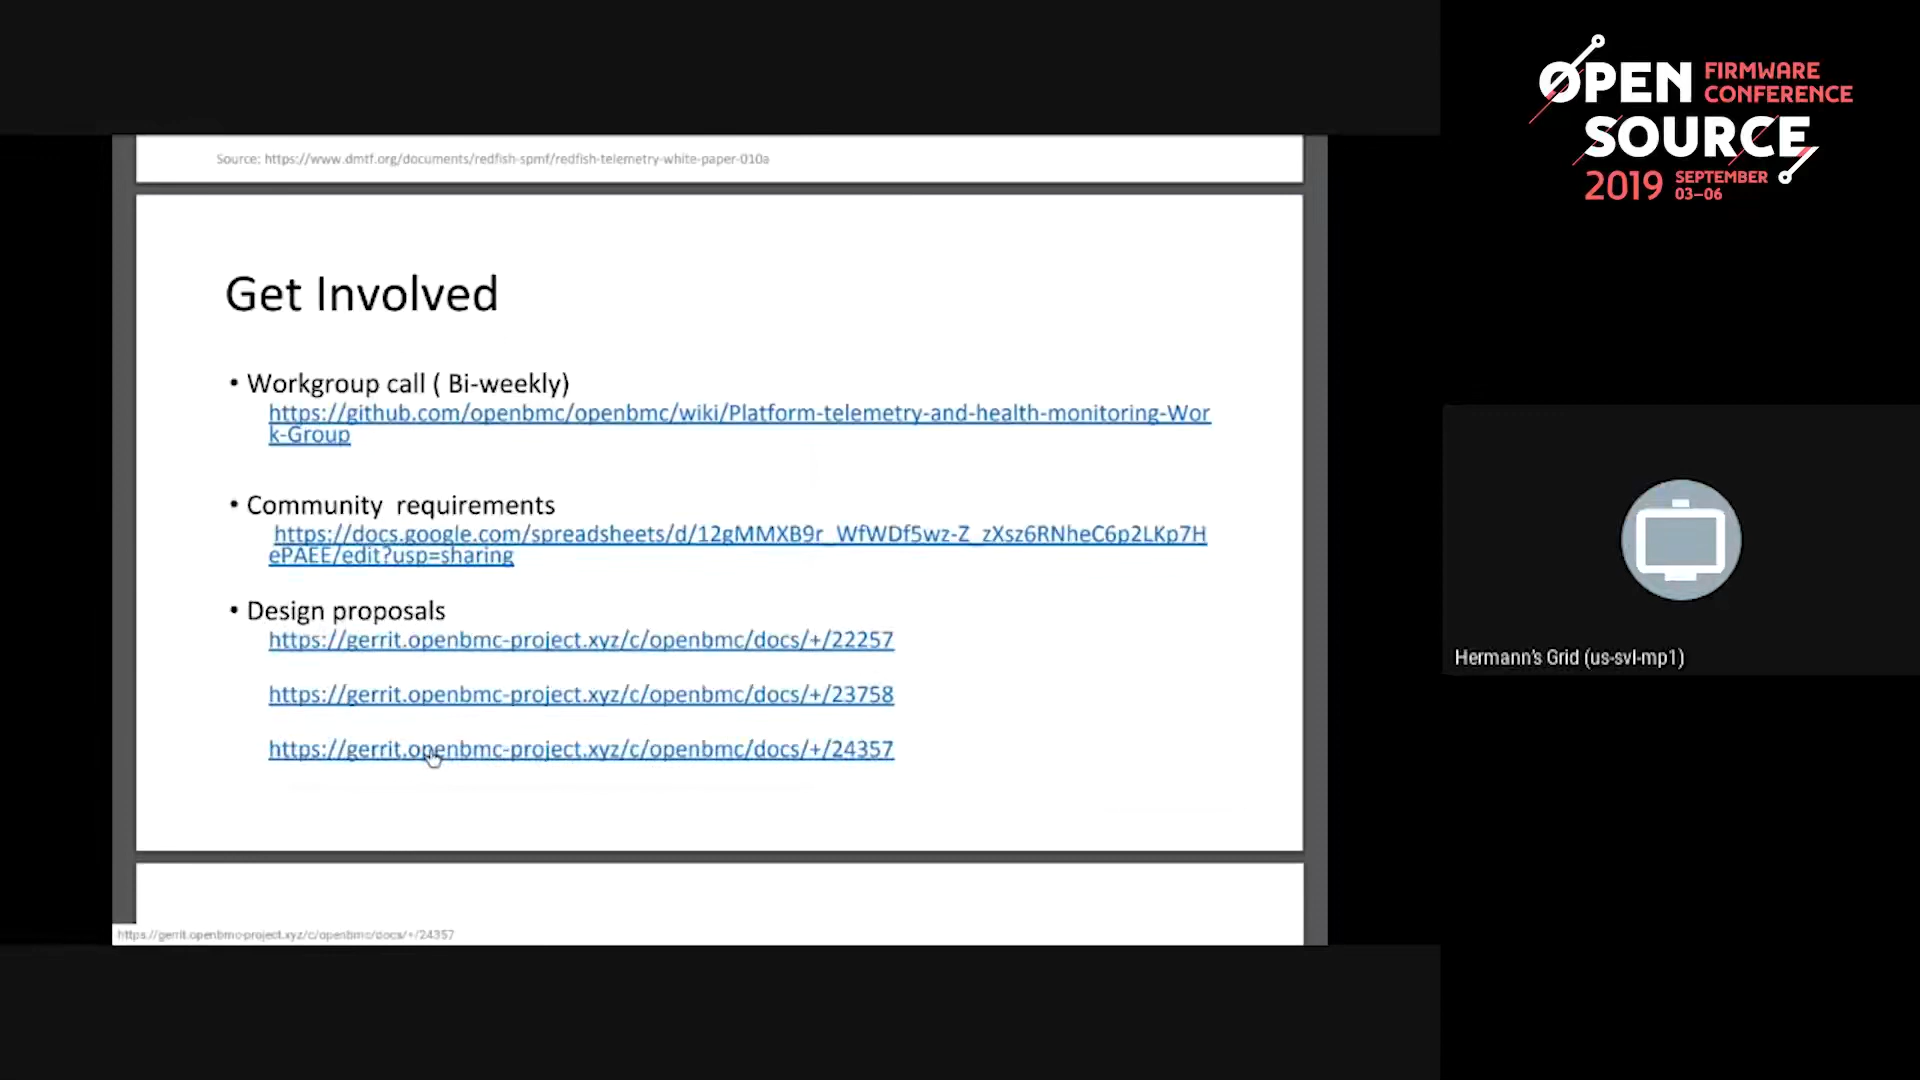 Source: https://www.dmtf.org/documents/redfish-spmf/redfish-telemetry-white-paper-010a
Get Involved
• Workgroup call ( Bi-weekly)
https://github.com/openbmc/openbmc/wiki/Platform-telemetry-and-health-monitoring-Wor
k-Group
• Community requirements
https://docs.google.com/spreadsheets/d/12gMMXB9r_WfWDf5wz-Z_zXsz6RNheC6p2LKp7H
ePAEE/edit?usp=sharing
• Design proposals
https://gerrit.openbmc-project.xyz/c/openbmc/docs/+/22257
https://gerrit.openbmc-project.xyz/c/openbmc/docs/+/23758
https://gerrit.openbmc-project.xyz/c/openbmc/docs/+/24357
https://gerrit.openbmc-project.xyz/c/openbmc/docs/+/24357
OPEN
SOURCE
FIRMWARE
CONFERENCE
2019
SEPTEMBER
03–06
Hermann's Grid (us-svl-mp1)